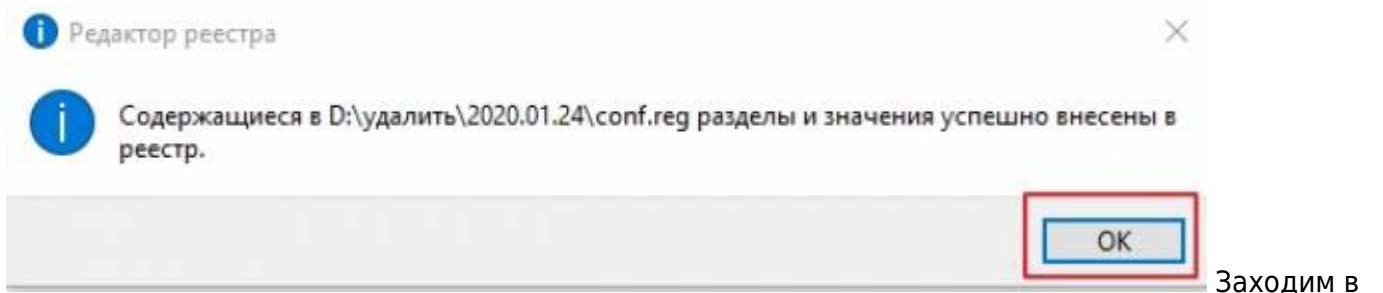 Редактор реестра
Содержащиеся в D:\удалить\2020.01.24\conf.reg разделы и значения успешно внесены в
реестр.
OK
Заходим в